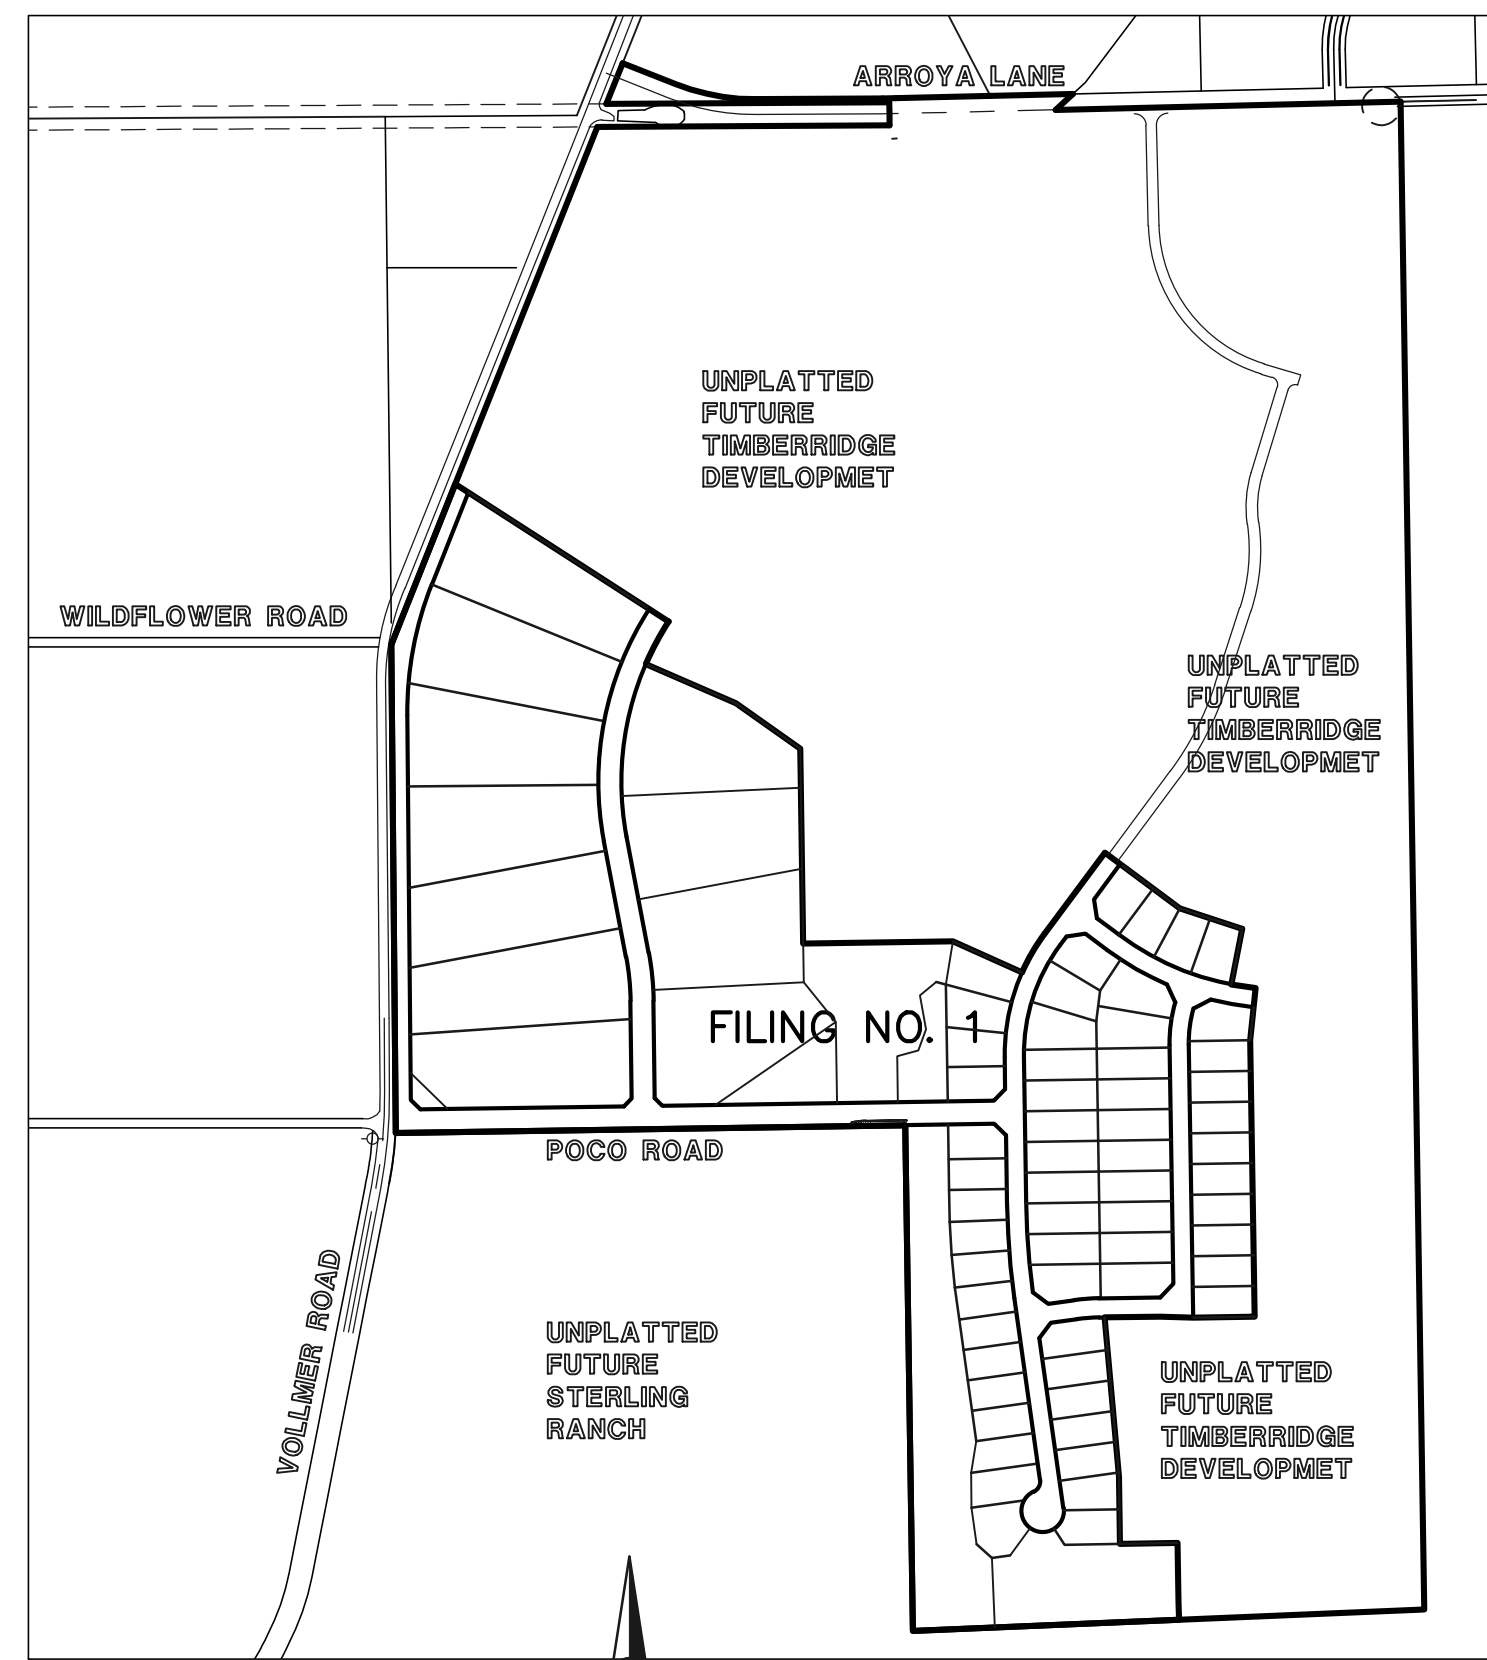 ARROYA LANE
UNPLATTED
FUTURE
TIMBERRIDGE
DEVELOPMET
WILDFLOWER ROAD
UNPLATTED
FUTURE
TIMBERRIDGE
DEVELOPMET
FILING NO. 1
POCO ROAD
VOLLMER ROAD
UNPLATTED
FUTURE
STERLING
RANCH
UNPLATTED
FUTURE
TIMBERRIDGE
DEVELOPMET